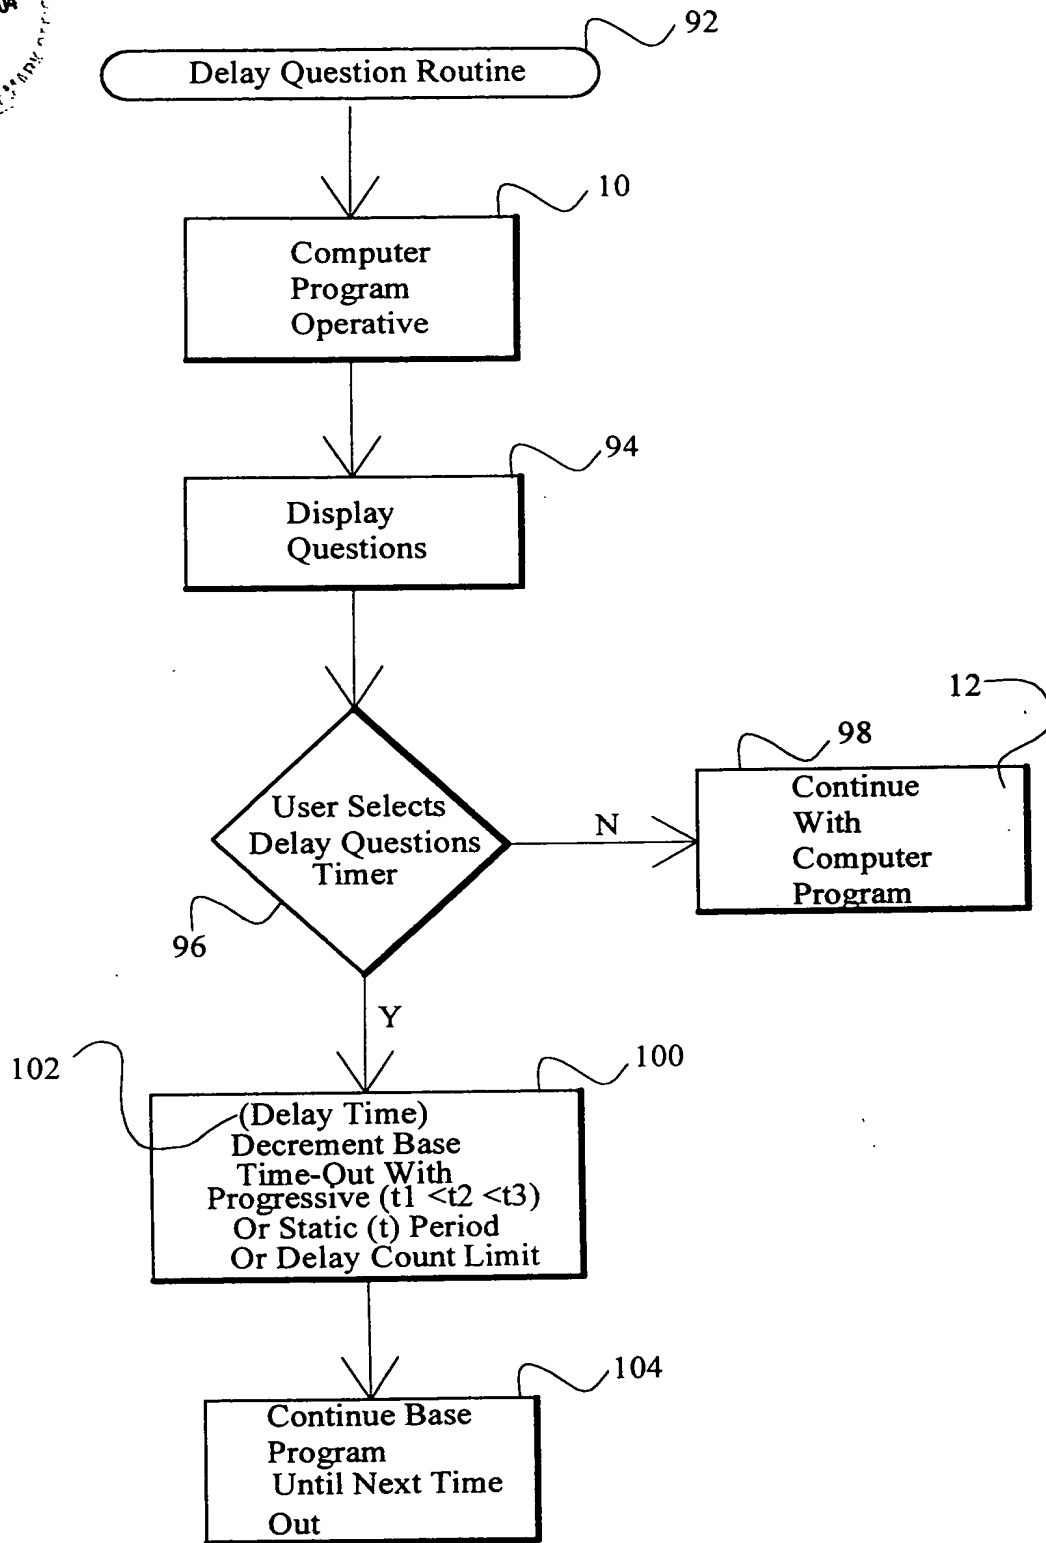 92
Delay Question Routine
10
Computer
Program
Operative
94
Display
Questions
12
98
Continue
With
Computer
Program
User Selects
Delay Questions
Timer
N
96
Y
102
100
(Delay Time)
Decrement Base
Time-Out With
Progressive (t1 <t2 <t3)
Or Static (t) Period
Or Delay Count Limit
104
Continue Base
Program
Until Next Time
Out